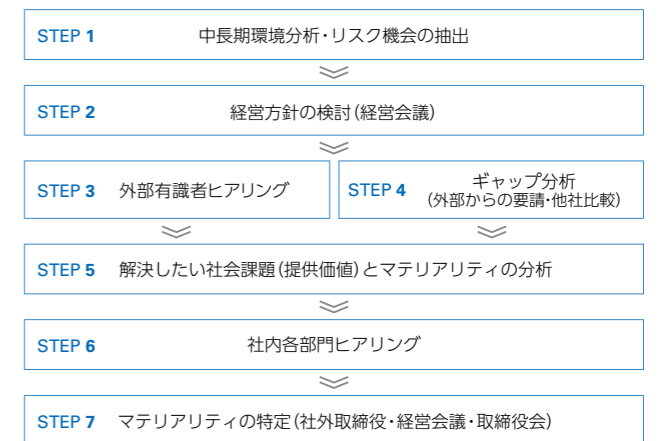 STEP 1 中長期環境分析・リスク機会の抽出
STEP 2 経営方針の検討(経営会議)
STEP 3 外部有識者ヒアリング
STEP 4 ギャップ分析
(外部からの要請・他社比較)
STEP 5 解決したい社会課題(提供価値)とマテリアリティの分析
STEP 6 社内各部門ヒアリング
STEP 7 マテリアリティの特定(社外取締役・経営会議・取締役会)